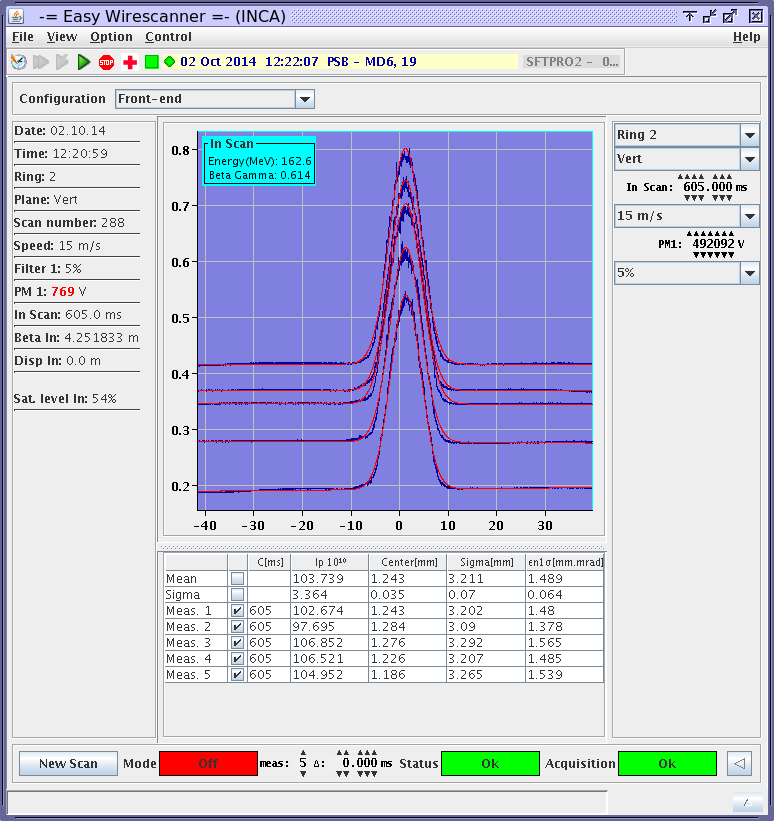 -= Easy Wirescanner =- (INCA)
File View Option Control Help
STOP 02 Oct 2014 12:22:07 PSB - MD6, 19 SFTPRO2 - 0...
Configuration Front-end
Date: 02.10.14
Time: 12:20:59
Ring: 2
Plane: Vert
Scan number: 288
Speed: 15 m/s
Filter 1: 5%
PM 1: 769 V
In Scan: 605.0 ms
Beta In: 4.251833 m
Disp In: 0.0 m
Sat. level In: 54%
In Scan
Energy(MeV): 162.6
Beta Gamma: 0.614
0.8
0.7
0.6
0.5
0.4
0.3
0.2
-40 -30 -20 -10 0 10 20 30
Ring 2
Vert
In Scan: 605.000 ms
15 m/s
PM1: 492092 V
5%
C[ms] Ip 10¹⁰ Center[mm] Sigma[mm] εn1σ[mm.mrad]
Mean 103.739 1.243 3.211 1.489
Sigma 3.364 0.035 0.07 0.064
Meas. 1 605 102.674 1.243 3.202 1.48
Meas. 2 605 97.695 1.284 3.09 1.378
Meas. 3 605 106.852 1.276 3.292 1.565
Meas. 4 605 106.521 1.226 3.207 1.485
Meas. 5 605 104.952 1.186 3.265 1.539
New Scan Mode Off meas: 5 Δ: 0.000 ms Status Ok Acquisition Ok